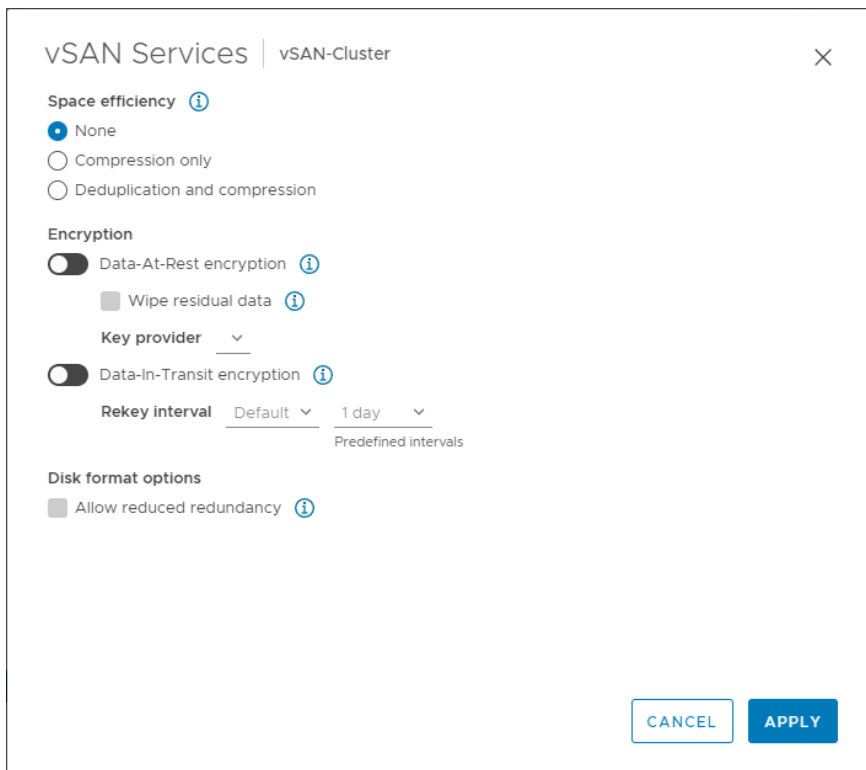 vSAN Services vSAN-Cluster
Space efficiency
None
Compression only
Deduplication and compression
Encryption
Data-At-Rest encryption
Wipe residual data
Key provider
Data-In-Transit encryption
Rekey interval Default 1 day
Predefined intervals
Disk format options
Allow reduced redundancy
CANCEL APPLY